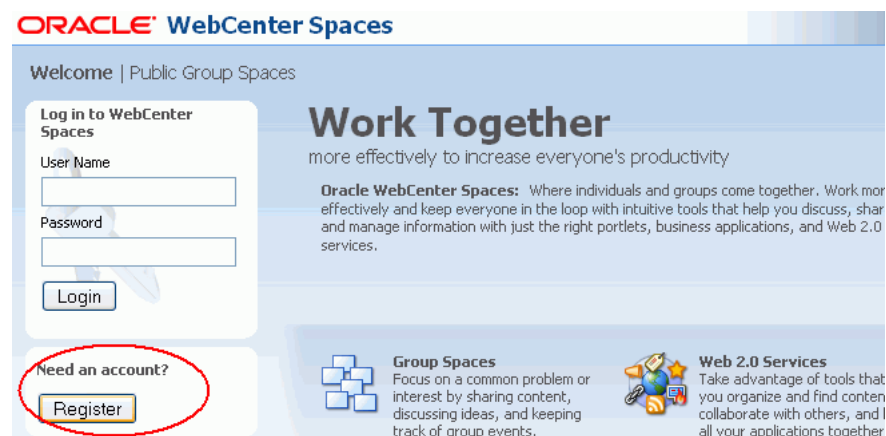 ORACLE WebCenter Spaces
Welcome | Public Group Spaces
Log in to WebCenter
Spaces
User Name
Password
Login
Need an account?
Register
Work Together
more effectively to increase everyone's productivity
Oracle WebCenter Spaces: Where individuals and groups come together. Work mor
effectively and keep everyone in the loop with intuitive tools that help you discuss, shar
and manage information with just the right portlets, business applications, and Web 2.0
services.
Group Spaces
Focus on a common problem or
interest by sharing content,
discussing ideas, and keeping
track of group events.
Web 2.0 Services
Take advantage of tools that
you organize and find conten
collaborate with others, and
all your applications together